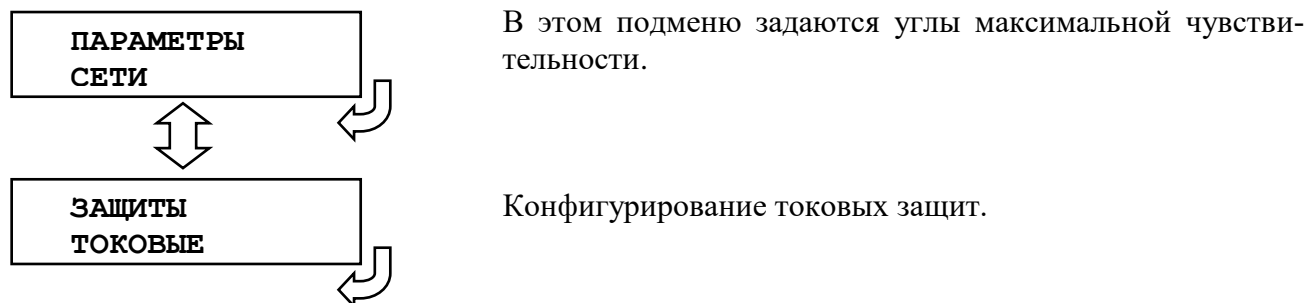 ПАРАМЕТРЫ
СЕТИ
В этом подменю задаются углы максимальной чувстви-
тельности.
ЗАЩИТЫ
ТОКОВЫЕ
Конфигурирование токовых защит.